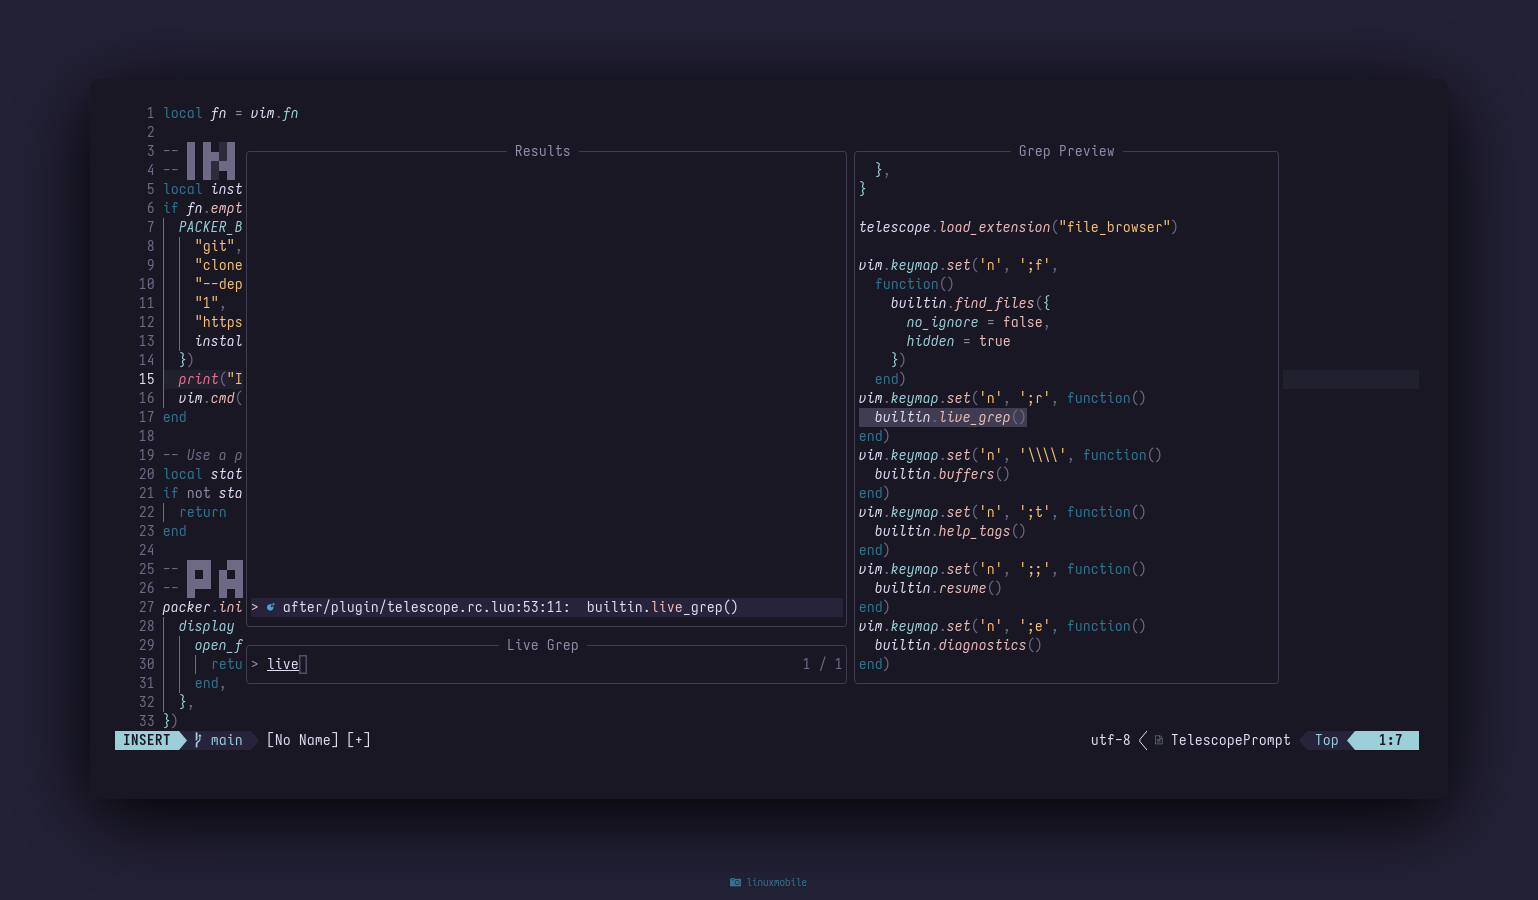 1 local fn = vim.fn
2
3 --
4 --
5 local inst
6 if fn.empt
7 PACKER_B
8 "git",
9 "clone
10 "--dep
11 "1",
12 "https
13 instal
14 })
15 print("I
16 vim.cmd(
17 end
18
19 -- Use a p
20 local stat
21 if not sta
22 return
23 end
24
25 --
26 --
27 packer.ini
28 display
29 open_f
30 retu
31 end,
32 },
33 })
Results
> after/plugin/telescope.rc.lua:53:11: builtin.live_grep()
Live Grep
> live 1 / 1
Grep Preview
},
}
telescope.load_extension("file_browser")
vim.keymap.set('n', ';f',
function()
builtin.find_files({
no_ignore = false,
hidden = true
})
end)
vim.keymap.set('n', ';r', function()
builtin.live_grep()
end)
vim.keymap.set('n', '\\\\', function()
builtin.buffers()
end)
vim.keymap.set('n', ';t', function()
builtin.help_tags()
end)
vim.keymap.set('n', ';;', function()
builtin.resume()
end)
vim.keymap.set('n', ';e', function()
builtin.diagnostics()
end)
INSERT main [No Name] [+] utf-8 TelescopePrompt Top 1:7
linuxmobile